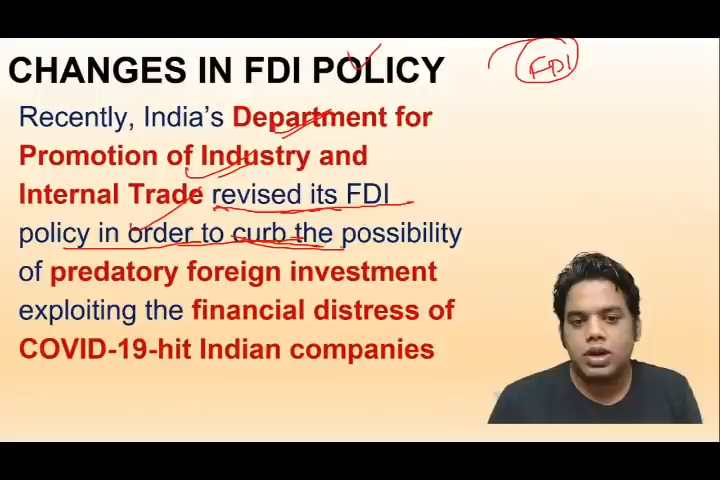 CHANGES IN FDI POLICY
FDI
Recently, India's Department for
Promotion of Industry and
Internal Trade revised its FDI
policy in order to curb the possibility
of predatory foreign investment
exploiting the financial distress of
COVID-19-hit Indian companies